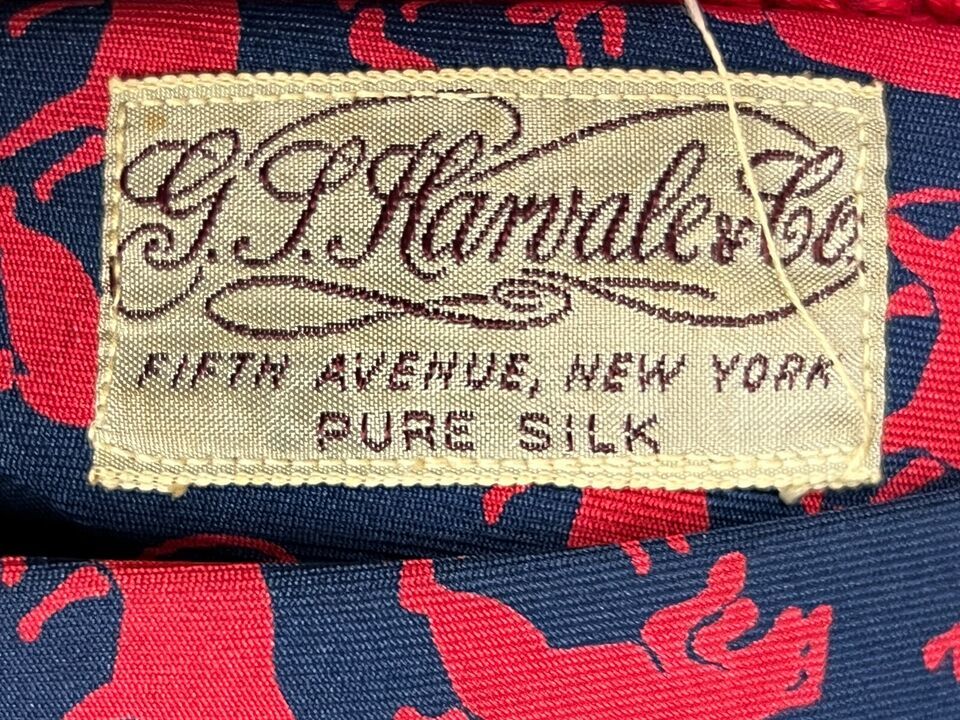 G.S. Harvale & Co.
FIFTH AVENUE, NEW YORK
PURE SILK